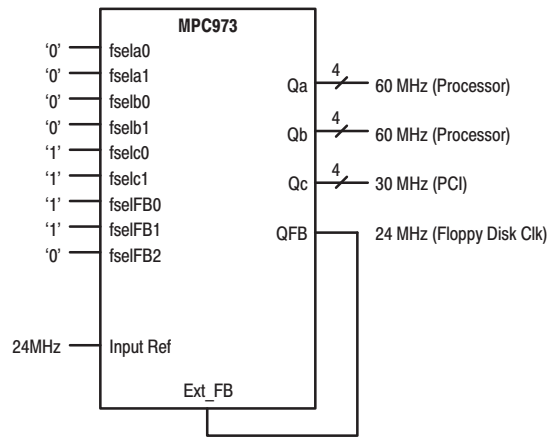 MPC973
‘0’ fsela0
‘0’ fsela1
‘0’ fselb0
‘0’ fselb1
‘1’ fselc0
‘1’ fselc1
‘1’ fselFB0
‘1’ fselFB1
‘0’ fselFB2
Qa 4 60 MHz (Processor)
Qb 4 60 MHz (Processor)
Qc 4 30 MHz (PCI)
QFB 24 MHz (Floppy Disk Clk)
24MHz Input Ref
Ext_FB